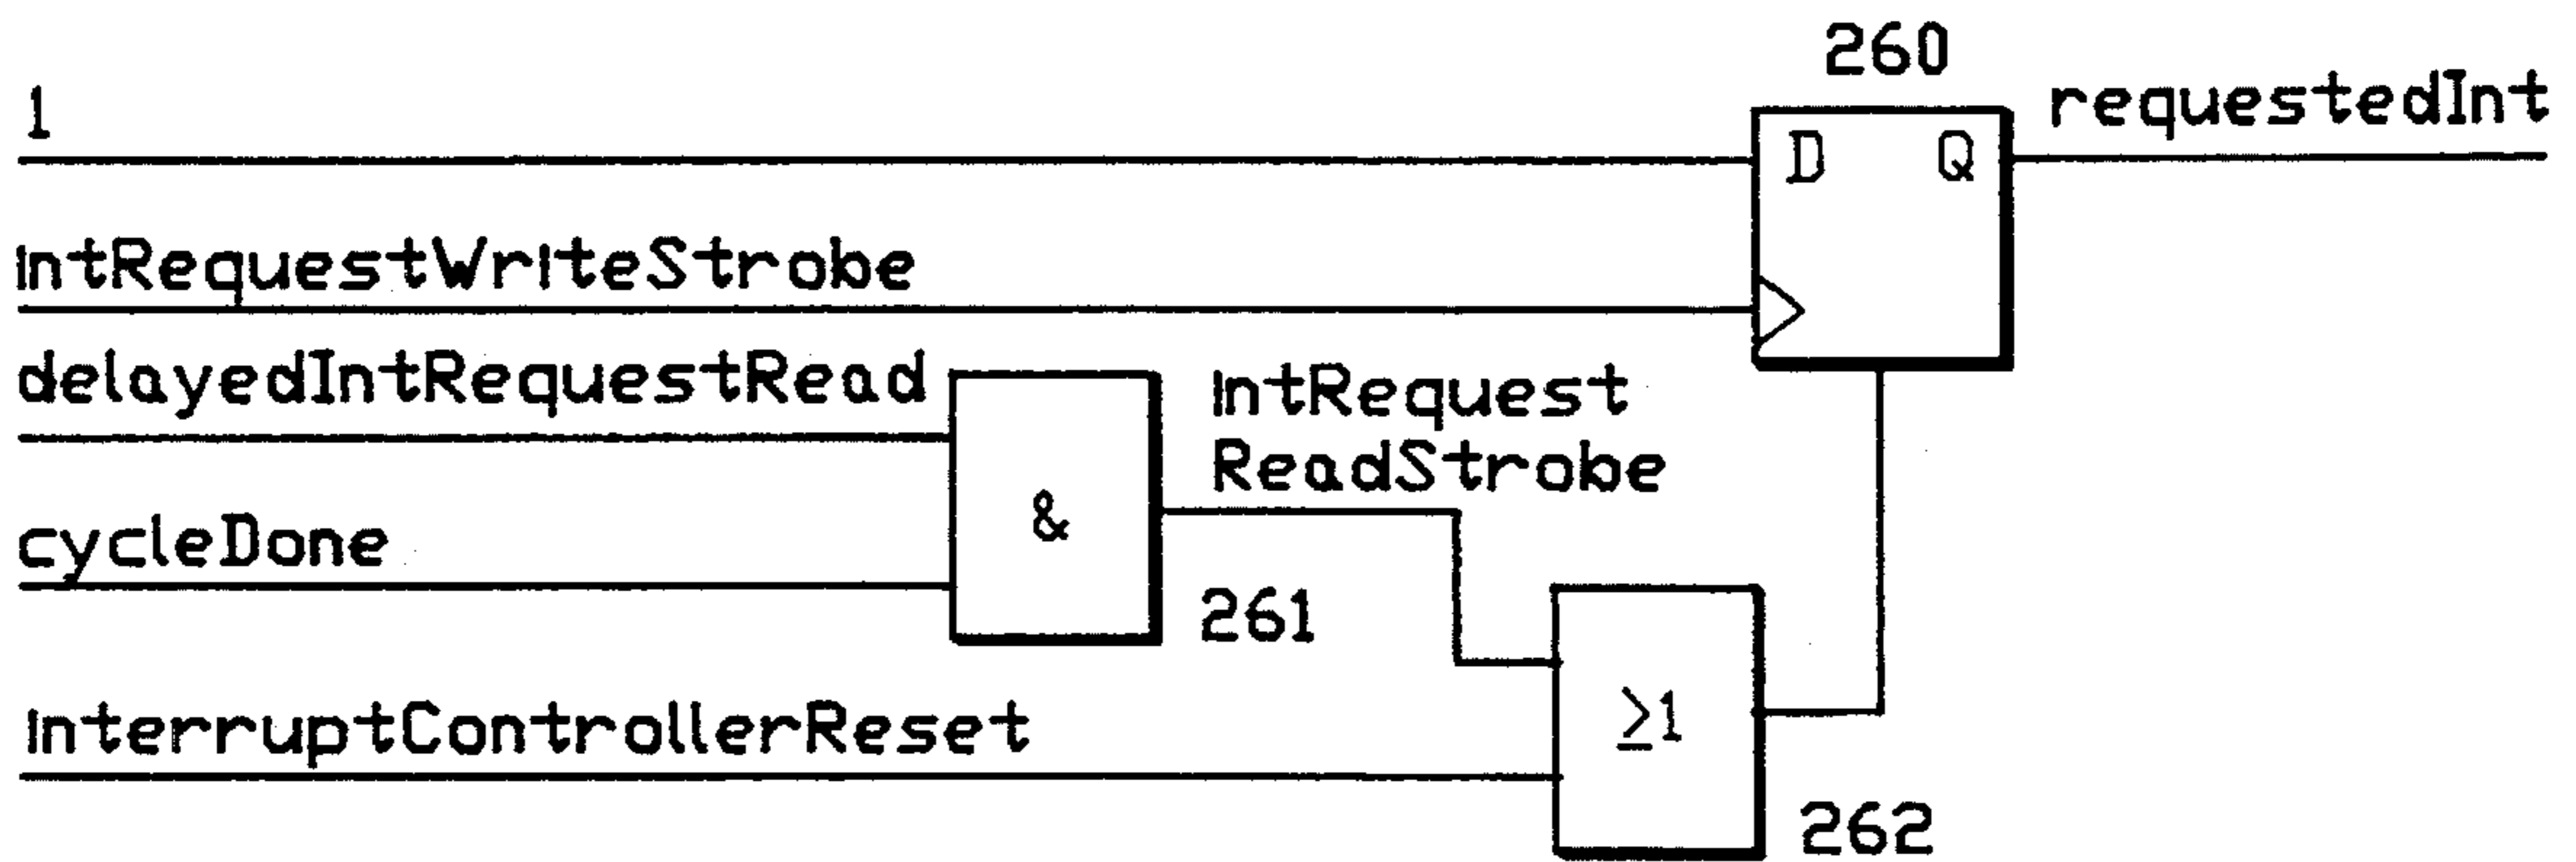 260
1
requestedInt
D
Q
intRequestWriteStrobe
delayedIntRequestRead
intRequest
ReadStrobe
&
cycleDone
261
≥1
interruptControllerReset
262